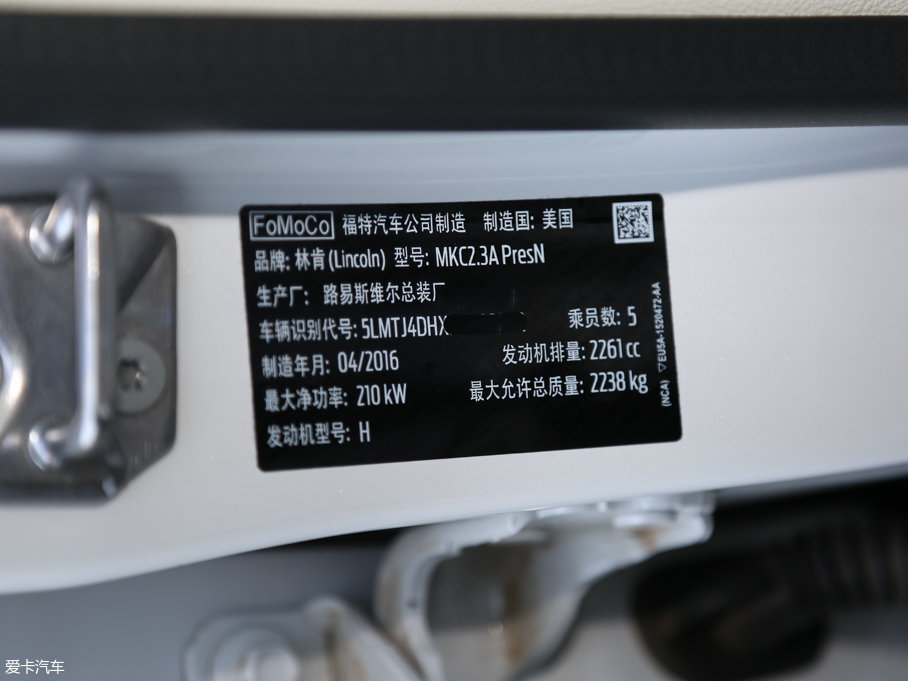 FoMoCo 福特汽车公司制造 制造国: 美国
品牌: 林肯 (Lincoln) 型号: MKC2.3A PresN
生产厂: 路易斯维尔总装厂
车辆识别代号: 5LMTJ4DHX 乘员数: 5
制造年月: 04/2016 发动机排量: 2261 cc
最大净功率: 210 kW 最大允许总质量: 2238 kg
发动机型号: H
(NCA) ▽EU5A-1520472-AA
爱卡汽车